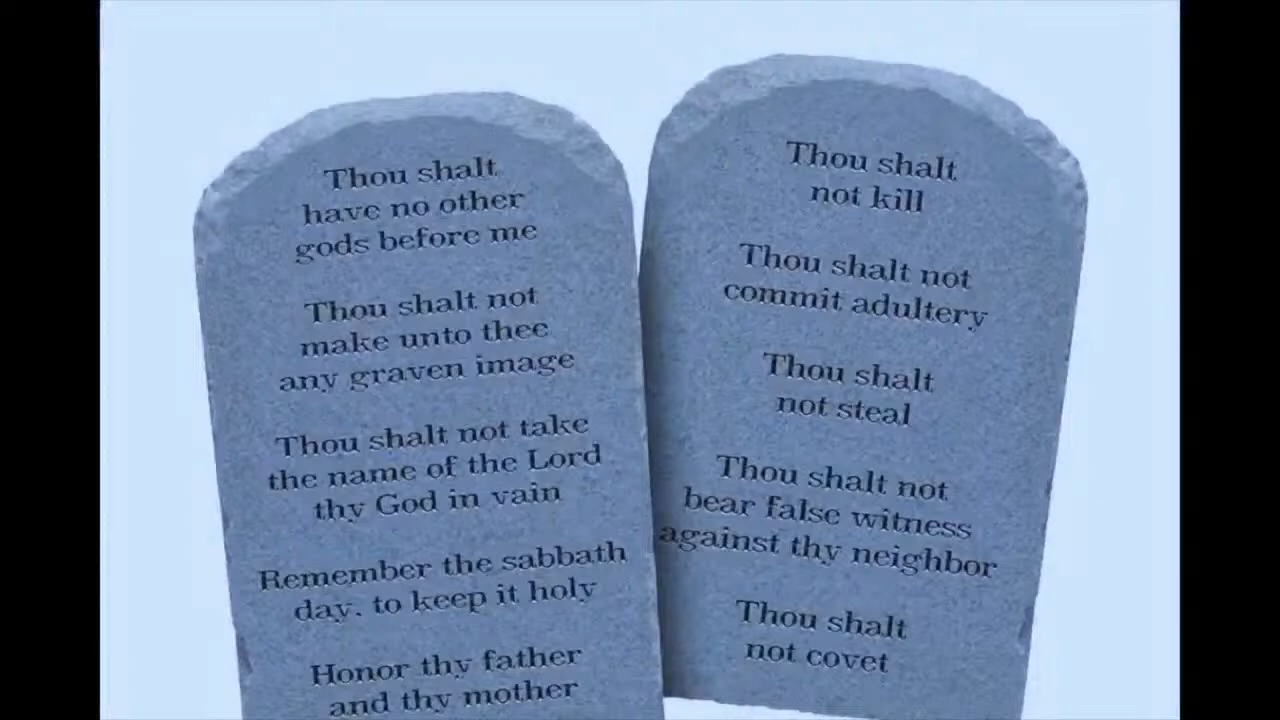 Thou shalt
have no other
gods before me
Thou shalt not
make unto thee
any graven image
Thou shalt not take
the name of the Lord
thy God in vain
Remember the sabbath
day, to keep it holy
Honor thy father
and thy mother
Thou shalt
not kill
Thou shalt not
commit adultery
Thou shalt
not steal
Thou shalt not
bear false witness
against thy neighbor
Thou shalt
not covet